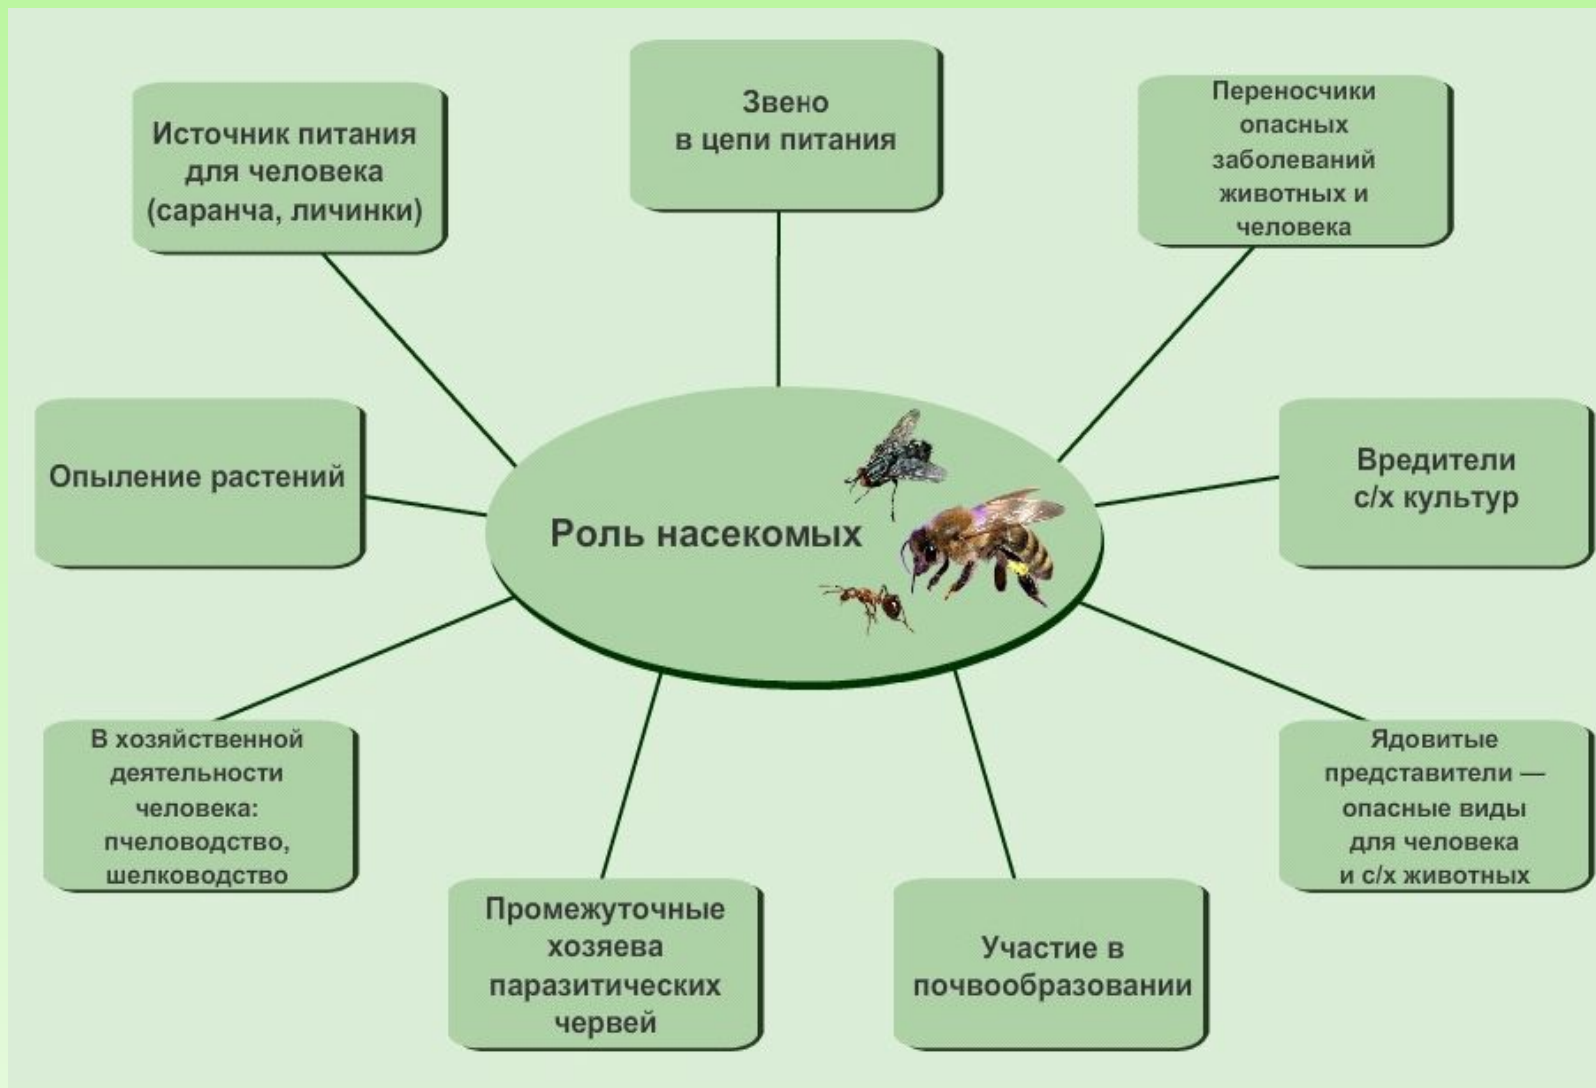 Звено
в цепи питания
Источник питания
для человека
(саранча, личинки)
Переносчики
опасных
заболеваний
животных и
человека
Опыление растений
Роль насекомых
Вредители
с/х культур
В хозяйственной
деятельности
человека:
пчеловодство,
шелководство
Ядовитые
представители —
опасные виды
для человека
и с/х животных
Промежуточные
хозяева
паразитических
червей
Участие в
почвообразовании